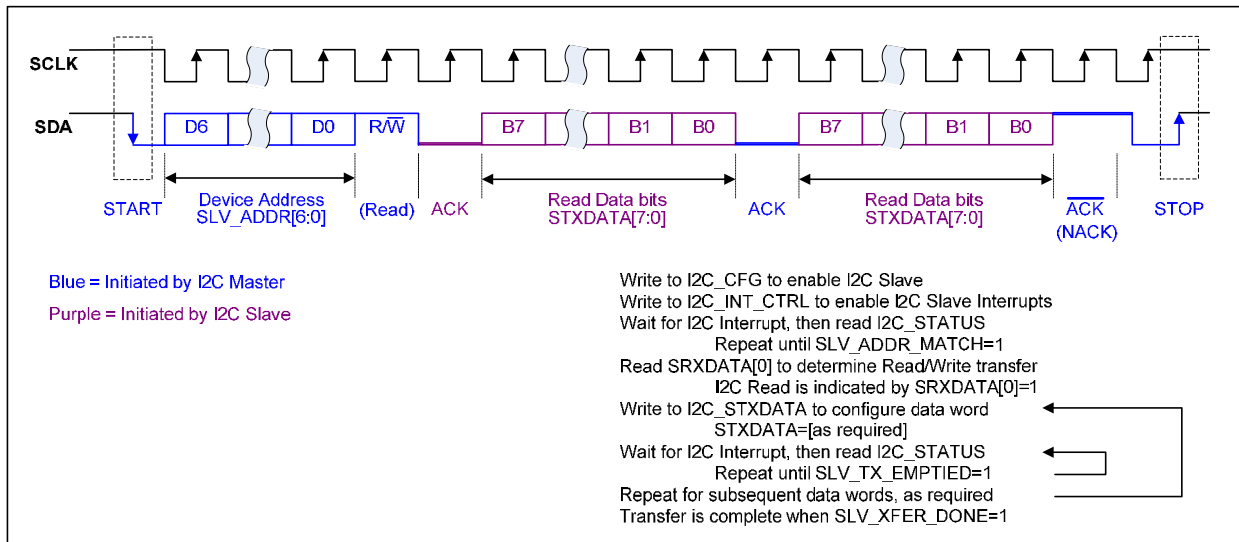 SCLK
SDA
D6 D0 R/W B7 B1 B0 B7 B1 B0
START
Device Address
SLV_ADDR[6:0]
(Read)
ACK
Read Data bits
STXDATA[7:0]
ACK
Read Data bits
STXDATA[7:0]
ACK
(NACK)
STOP
Blue = Initiated by I2C Master
Purple = Initiated by I2C Slave
Write to I2C_CFG to enable I2C Slave
Write to I2C_INT_CTRL to enable I2C Slave Interrupts
Wait for I2C Interrupt, then read I2C_STATUS
Repeat until SLV_ADDR_MATCH=1
Read SRXDATA[0] to determine Read/Write transfer
I2C Read is indicated by SRXDATA[0]=1
Write to I2C_STXDATA to configure data word
STXDATA=[as required]
Wait for I2C Interrupt, then read I2C_STATUS
Repeat until SLV_TX_EMPTIED=1
Repeat for subsequent data words, as required
Transfer is complete when SLV_XFER_DONE=1